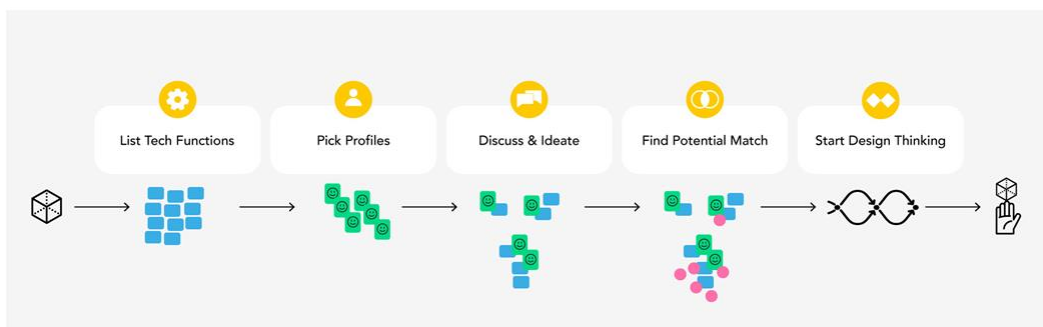 List Tech Functions
Pick Profiles
Discuss & Ideate
Find Potential Match
Start Design Thinking